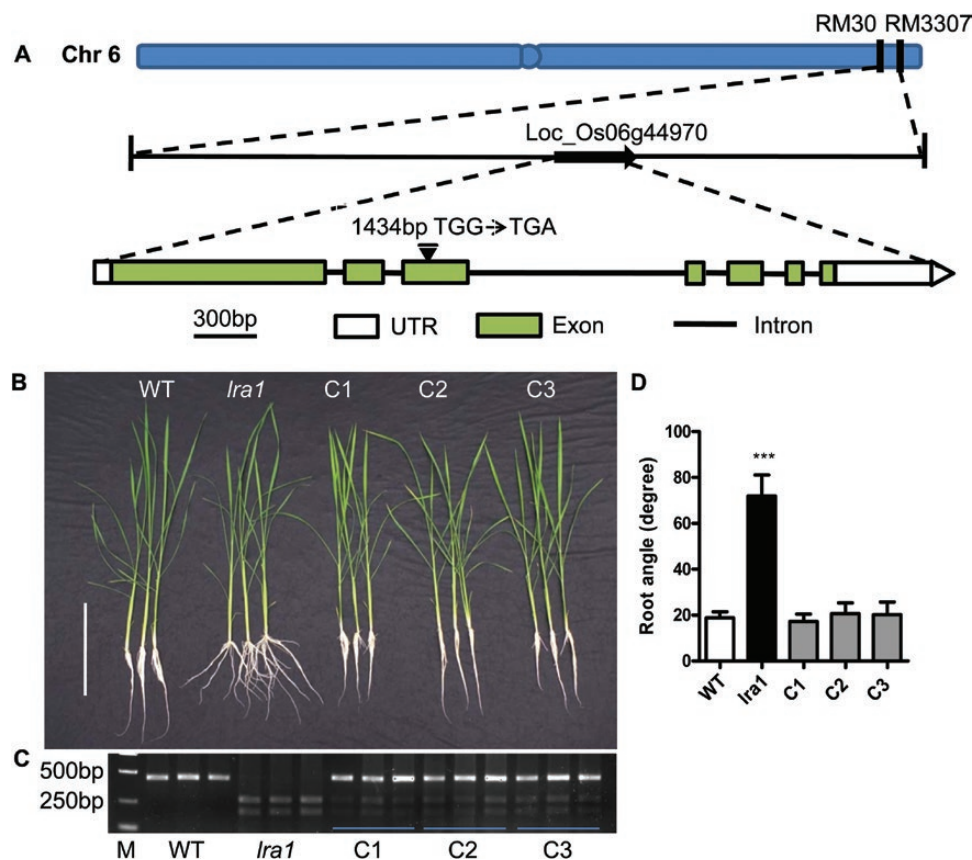 A
Chr 6
RM30 RM3307
Loc_Os06g44970
1434bp TGG→TGA
300bp
UTR
Exon
Intron
B
WT lra1 C1 C2 C3
C
500bp
250bp
M WT lra1 C1 C2 C3
D
Root angle (degree)
100
80
60
40
20
0
***
WT lra1 C1 C2 C3